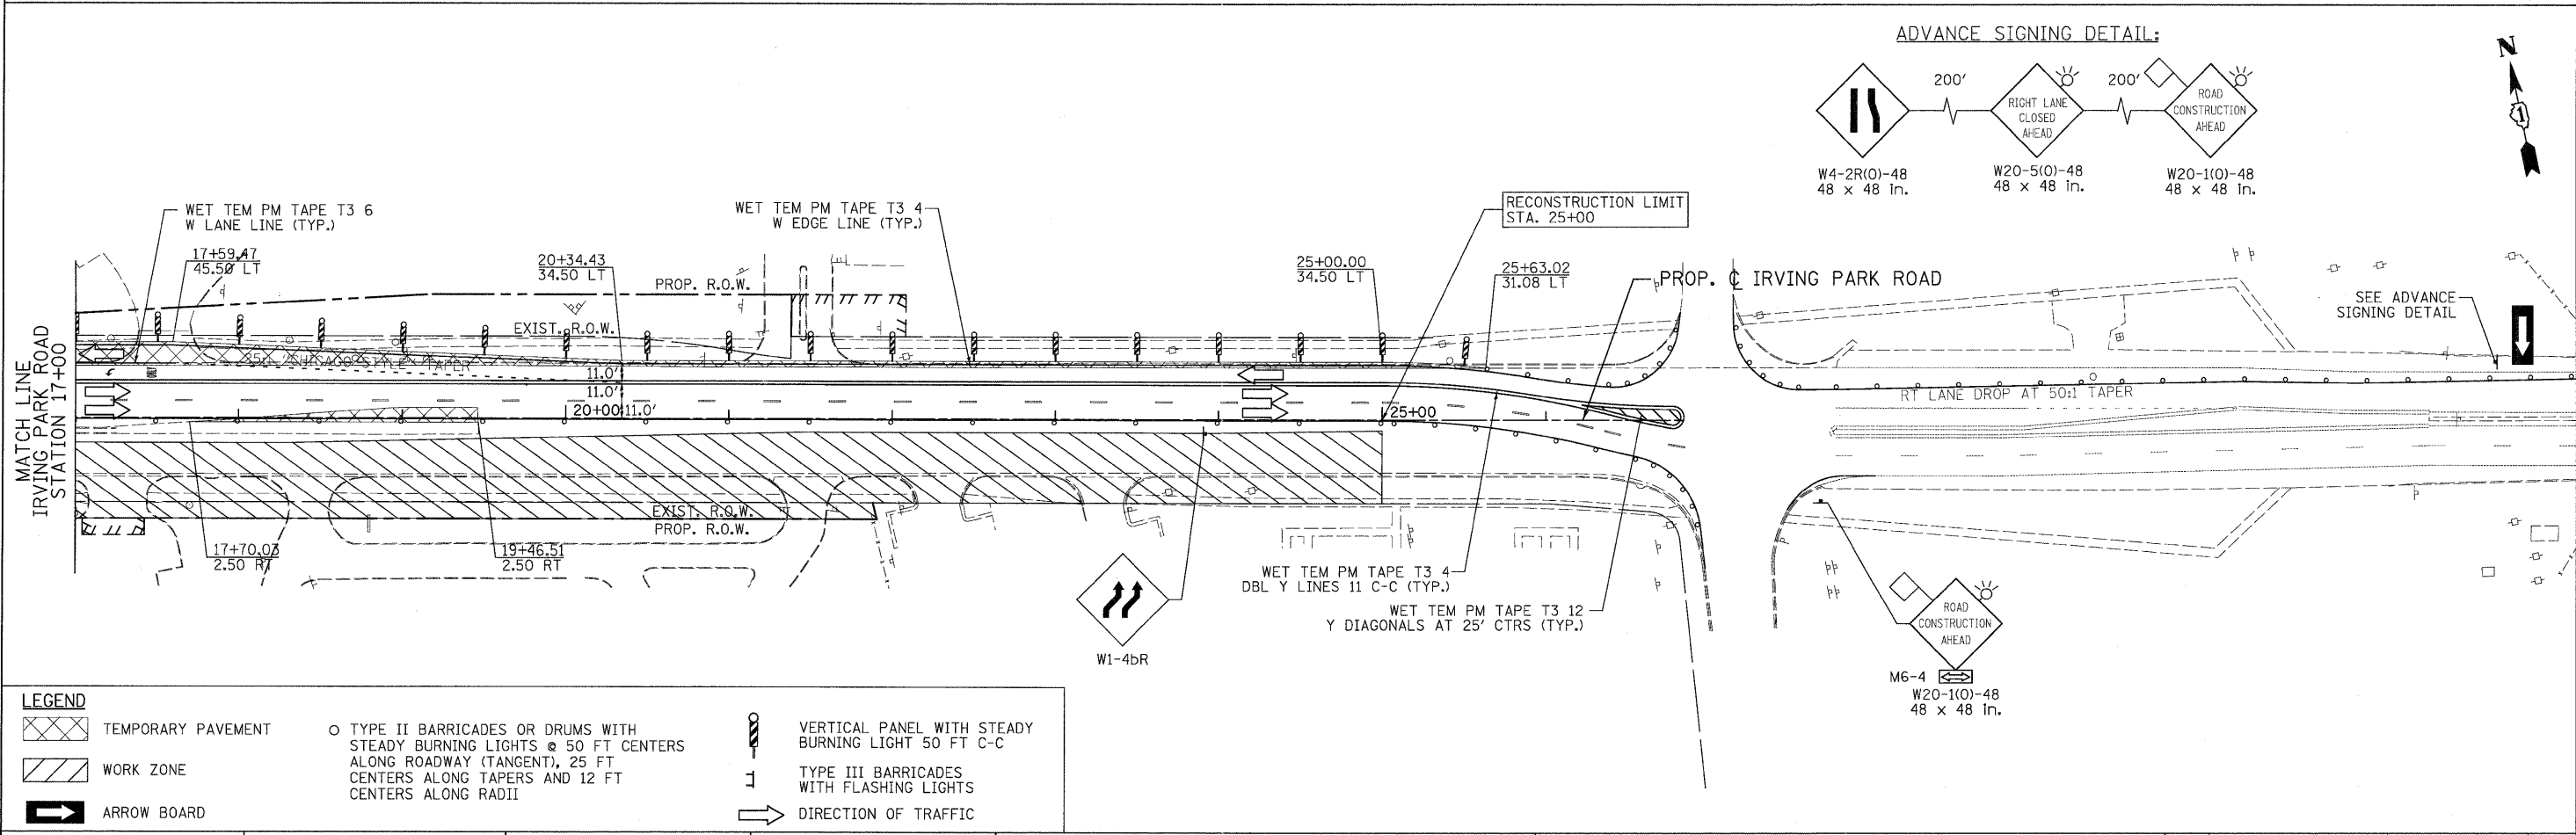 ADVANCE SIGNING DETAIL:
N
1
200'
200'
RIGHT LANE
CLOSED
AHEAD
ROAD
CONSTRUCTION
AHEAD
W4-2R(O)-48
48 x 48 in.
W20-5(O)-48
48 x 48 in.
W20-1(O)-48
48 x 48 in.
WET TEM PM TAPE T3 6
W LANE LINE (TYP.)
WET TEM PM TAPE T3 4
W EDGE LINE (TYP.)
RECONSTRUCTION LIMIT
STA. 25+00
17+59.47
45.50 LT
20+34.43
34.50 LT
PROP. R.O.W.
25+00.00
34.50 LT
25+63.02
31.08 LT
PROP. ℄ IRVING PARK ROAD
SEE ADVANCE
SIGNING DETAIL
EXIST. R.O.W.
MATCH LINE
IRVING PARK ROAD
STATION 17+00
"CHICAGO STYLE" TAPER
11.0'
11.0'
20+00
11.0'
25+00
RT LANE DROP AT 50:1 TAPER
EXIST. R.O.W.
PROP. R.O.W.
17+70.03
2.50 RT
19+46.51
2.50 RT
WET TEM PM TAPE T3 4
DBL Y LINES 11 C-C (TYP.)
WET TEM PM TAPE T3 12
Y DIAGONALS AT 25' CTRS (TYP.)
W1-4bR
ROAD
CONSTRUCTION
AHEAD
M6-4
W20-1(O)-48
48 x 48 in.
LEGEND
TEMPORARY PAVEMENT
WORK ZONE
ARROW BOARD
TYPE II BARRICADES OR DRUMS WITH
STEADY BURNING LIGHTS @ 50 FT CENTERS
ALONG ROADWAY (TANGENT), 25 FT
CENTERS ALONG TAPERS AND 12 FT
CENTERS ALONG RADII
VERTICAL PANEL WITH STEADY
BURNING LIGHT 50 FT C-C
TYPE III BARRICADES
WITH FLASHING LIGHTS
DIRECTION OF TRAFFIC